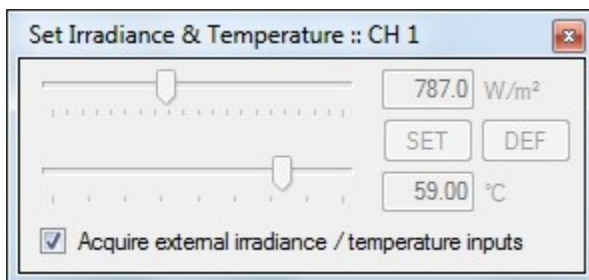 Set Irradiance & Temperature :: CH 1
787.0 W/m²
SET DEF
59.00 °C
Acquire external irradiance / temperature inputs